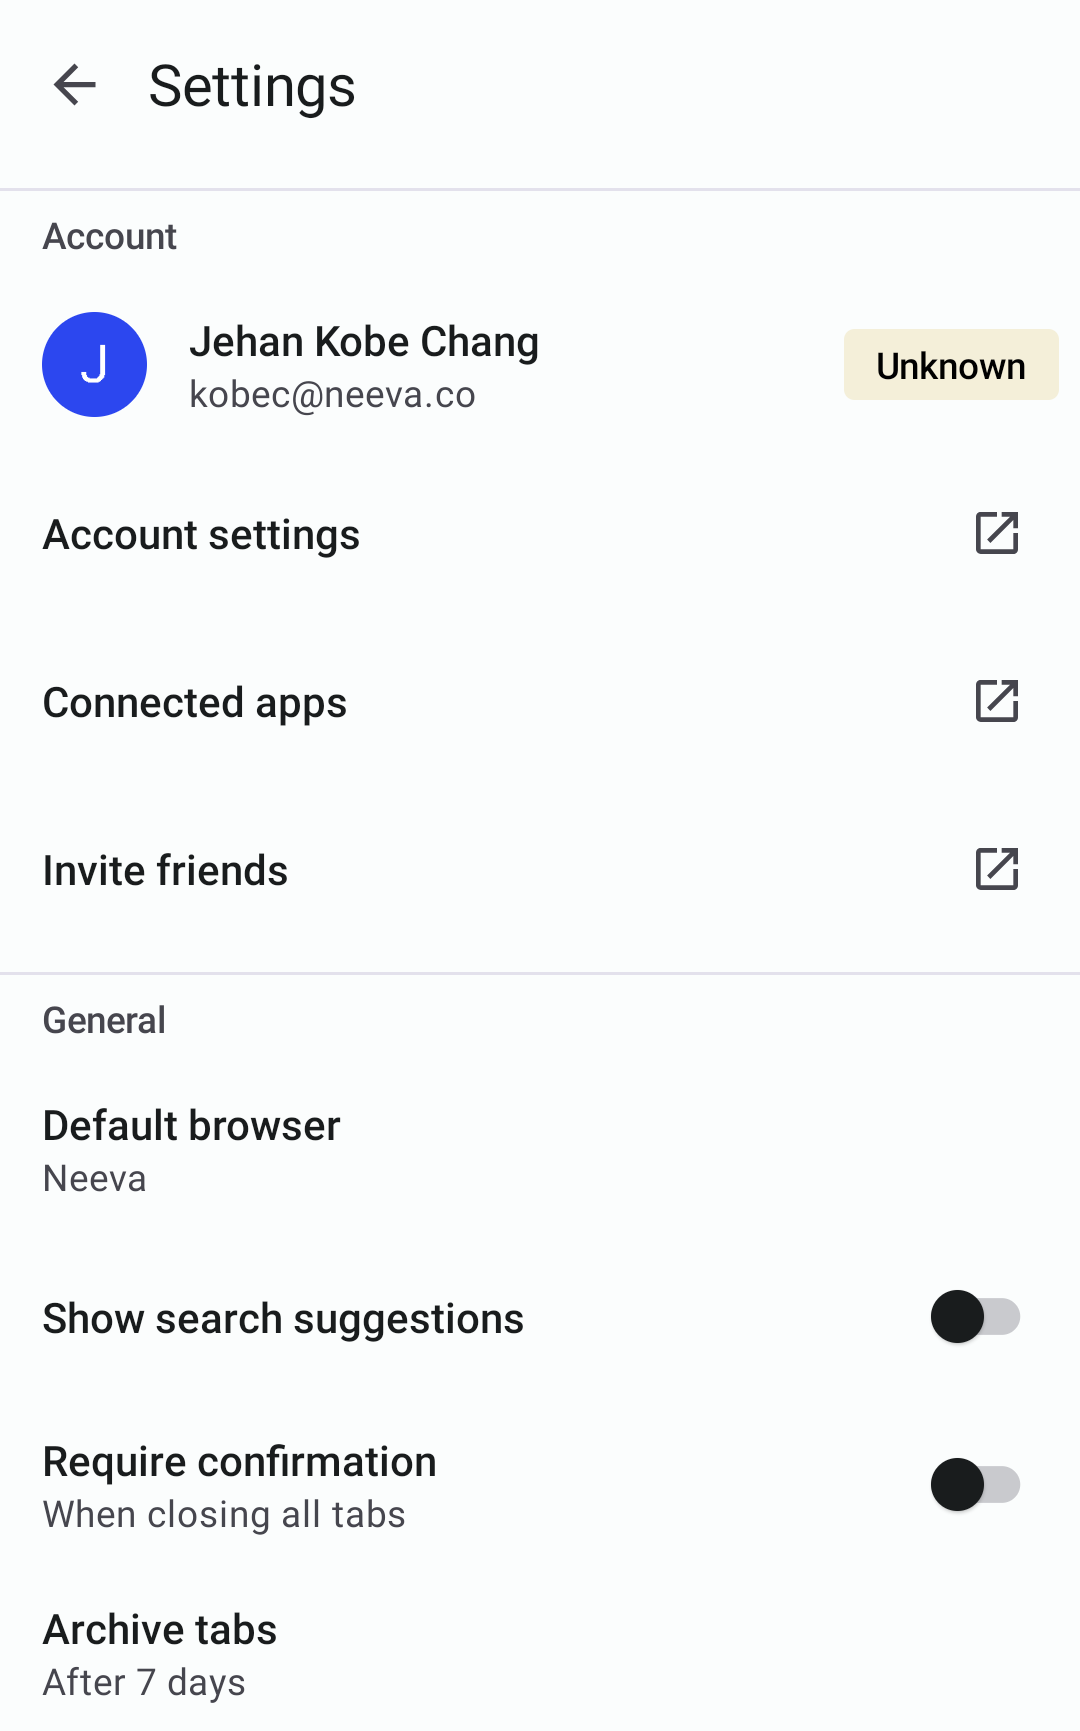 Settings
Account
J
Jehan Kobe Chang
kobec@neeva.co
Unknown
Account settings
Connected apps
Invite friends
General
Default browser
Neeva
Show search suggestions
Require confirmation
When closing all tabs
Archive tabs
After 7 days